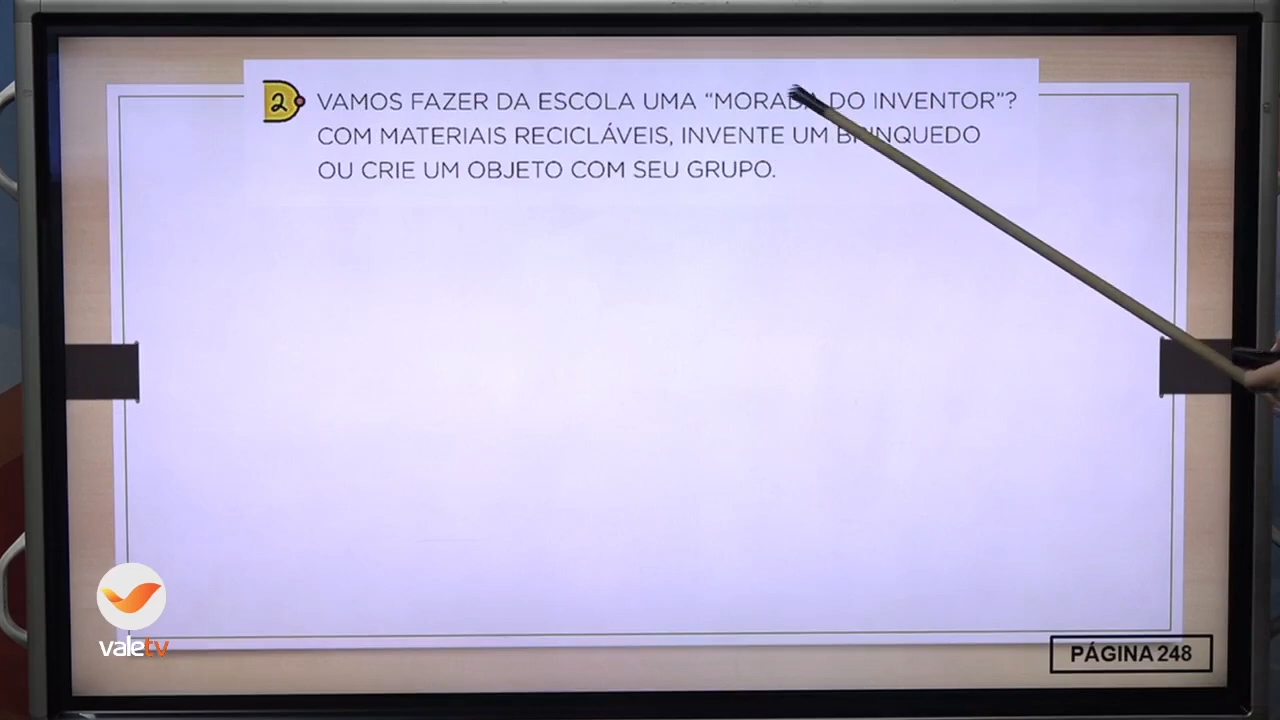 2 VAMOS FAZER DA ESCOLA UMA “MORADA DO INVENTOR”?
COM MATERIAIS RECICLÁVEIS, INVENTE UM BRINQUEDO
OU CRIE UM OBJETO COM SEU GRUPO.
valetv
PÁGINA 248